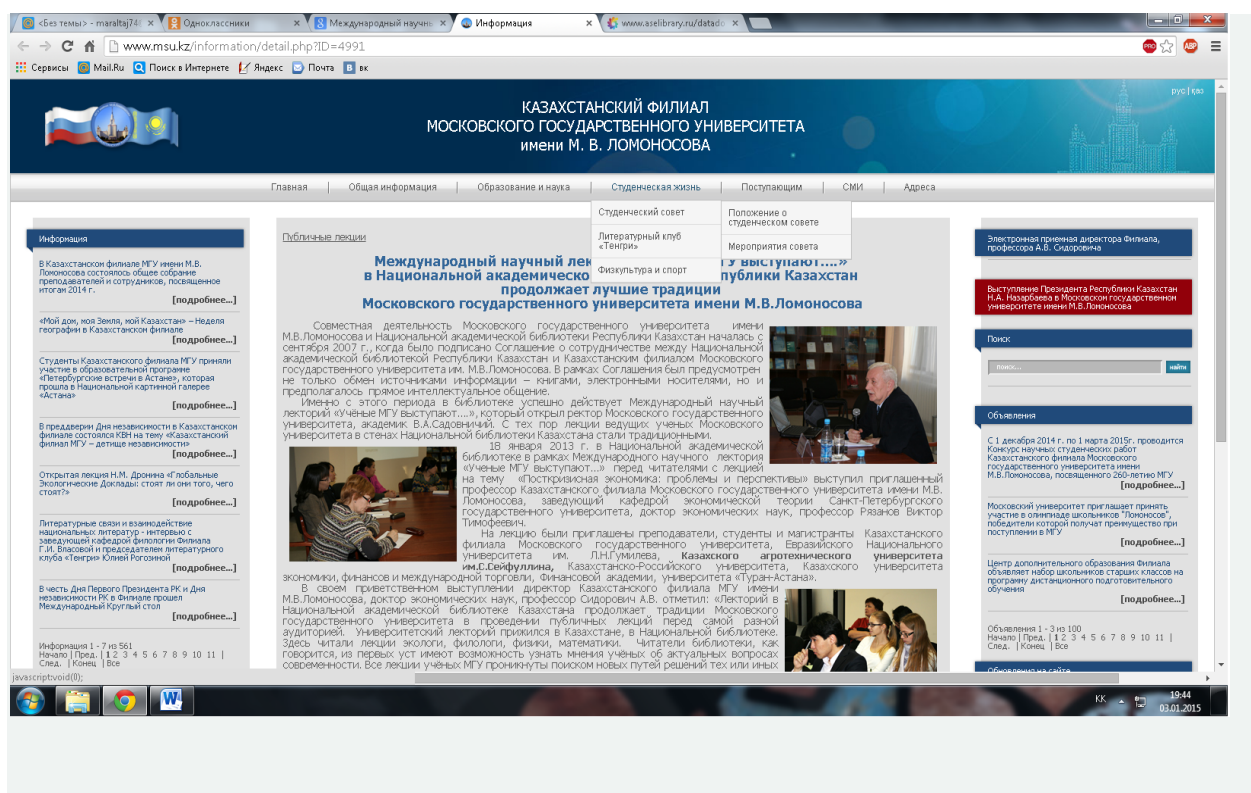 <Без темы> - maraltaj74
Одноклассники
Международный научнь
Информация
www.aselibrary.ru/datado
www.msu.kz/information/detail.php?ID=4991
Сервисы Mail.Ru Поиск в Интернете Яндекс Почта вк
рус | қаз
КАЗАХСТАНСКИЙ ФИЛИАЛ
МОСКОВСКОГО ГОСУДАРСТВЕННОГО УНИВЕРСИТЕТА
имени М. В. ЛОМОНОСОВА
Главная | Общая информация | Образование и наука | Студенческая жизнь | Поступающим | СМИ | Адреса
Студенческий совет
Литературный клуб
«Тенгри»
Физкультура и спорт
Положение о
студенческом совете
Мероприятия совета
Информация
В Казахстанском филиале МГУ имени М.В.
Ломоносова состоялось общее собрание
преподавателей и сотрудников, посвященное
итогам 2014 г.
[подробнее...]
«Мой дом, моя Земля, мой Казахстан» – Неделя
географии в Казахстанском филиале
[подробнее...]
Студенты Казахстанского филиала МГУ приняли
участие в образовательной программе
«Петербургские встречи в Астане», которая
прошла в Национальной картинной галерее
«Астана»
[подробнее...]
В преддверии Дня независимости в Казахстанском
филиале состоялся КВН на тему «Казахстанский
филиал МГУ – детище независимости»
[подробнее...]
Открытая лекция Н.М. Дронина «Глобальные
Экологические Доклады: стоят ли они того, чего
стоят?»
[подробнее...]
Литературные связи и взаимодействие
национальных литератур - интервью с
заведующей кафедрой филологии Филиала
Г.И. Власовой и председателем литературного
клуба «Тенгри» Юлией Рогозиной
[подробнее...]
В честь Дня Первого Президента РК и Дня
независимости РК в Филиале прошел
Международный Круглый стол
[подробнее...]
Информация 1 - 7 из 561
Начало | Пред. | 1 2 3 4 5 6 7 8 9 10 11 |
След. | Конец | Все
Публичные лекции
Международный научный лек У выступают....»
в Национальной академическо публики Казахстан
продолжает лучшие традиции
Московского государственного университета имени М.В.Ломоносова
Совместная деятельность Московского государственного университета имени
М.В.Ломоносова и Национальной академической библиотеки Республики Казахстан началась с
сентября 2007 г., когда было подписано Соглашение о сотрудничестве между Национальной
академической библиотекой Республики Казахстан и Казахстанским филиалом Московского
государственного университета им. М.В.Ломоносова. В рамках Соглашения был предусмотрен
не только обмен источниками информации – книгами, электронными носителями, но и
предполагалось прямое интеллектуальное общение.
Именно с этого периода в библиотеке успешно действует Международный научный
лекторий «Учёные МГУ выступают....», который открыл ректор Московского государственного
университета, академик В.А.Садовничий. С тех пор лекции ведущих ученых Московского
университета в стенах Национальной библиотеки Казахстана стали традиционными.
18 января 2013 г. в Национальной академической
библиотеке в рамках Международного научного лектория
«Ученые МГУ выступают...» перед читателями с лекцией
на тему «Посткризисная экономика: проблемы и перспективы» выступил приглашенный
профессор Казахстанского филиала Московского государственного университета имени М.В.
Ломоносова, заведующий кафедрой экономической теории Санкт-Петербургского
государственного университета, доктор экономических наук, профессор Рязанов Виктор
Тимофеевич.
На лекцию были приглашены преподаватели, студенты и магистранты Казахстанского
филиала Московского государственного университета, Евразийского Национального
университета им. Л.Н.Гумилева, Казахского агротехнического университета
им.С.Сейфуллина, Казахстанско-Российского университета, Казахского университета
экономики, финансов и международной торговли, Финансовой академии, университета «Туран-Астана».
В своем приветственном выступлении директор Казахстанского филиала МГУ имени
М.В.Ломоносова, доктор экономических наук, профессор Сидорович А.В. отметил: «Лекторий в
Национальной академической библиотеке Казахстана продолжает традиции Московского
государственного университета в проведении публичных лекций перед самой разной
аудиторией. Университетский лекторий прижился в Казахстане, в Национальной библиотеке.
Здесь читали лекции экологи, филологи, физики, математики. Читатели библиотеки, как
говорится, из первых уст имеют возможность узнать мнения учёных об актуальных вопросах
современности. Все лекции учёных МГУ проникнуты поиском новых путей решений тех или иных
Электронная приемная директора Филиала,
профессора А.В. Сидоровича
Выступление Президента Республики Казахстан
Н.А. Назарбаева в Московском государственном
университете имени М.В.Ломоносова
Поиск
поиск...
найти
Объявления
С 1 декабря 2014 г. по 1 марта 2015г. проводится
Конкурс научных студенческих работ
Казахстанского филиала Московского
государственного университета имени
М.В.Ломоносова, посвященного 260-летию МГУ
[подробнее...]
Московский университет приглашает принять
участие в олимпиаде школьников "Ломоносов",
победители которой получат преимущество при
поступлении в МГУ
[подробнее...]
Центр дополнительного образования Филиала
объявляет набор школьников старших классов на
программу дистанционного подготовительного
обучения
[подробнее...]
Объявления 1 - 3 из 100
Начало | Пред. | 1 2 3 4 5 6 7 8 9 10 11 |
След. | Конец | Все
Обновления на сайте
javascript:void(0);
KK
19:44
03.01.2015